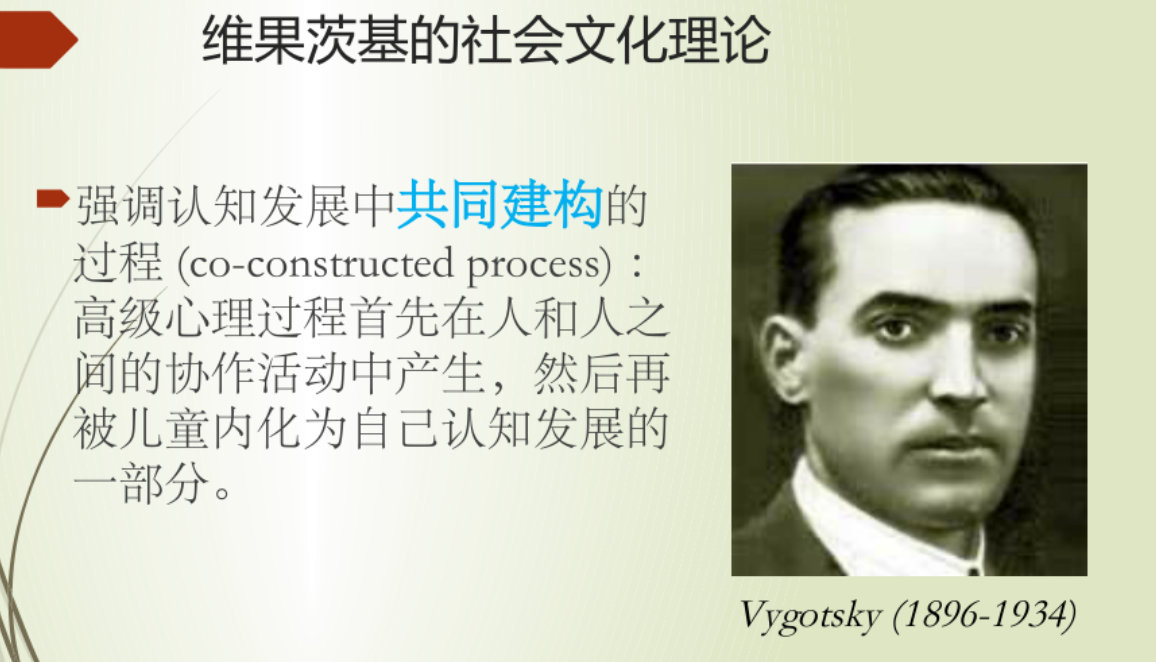 维果茨基的社会文化理论
强调认知发展中共同建构的
过程 (co-constructed process)：
高级心理过程首先在人和人之
间的协作活动中产生，然后再
被儿童内化为自己认知发展的
一部分。
Vygotsky (1896-1934)